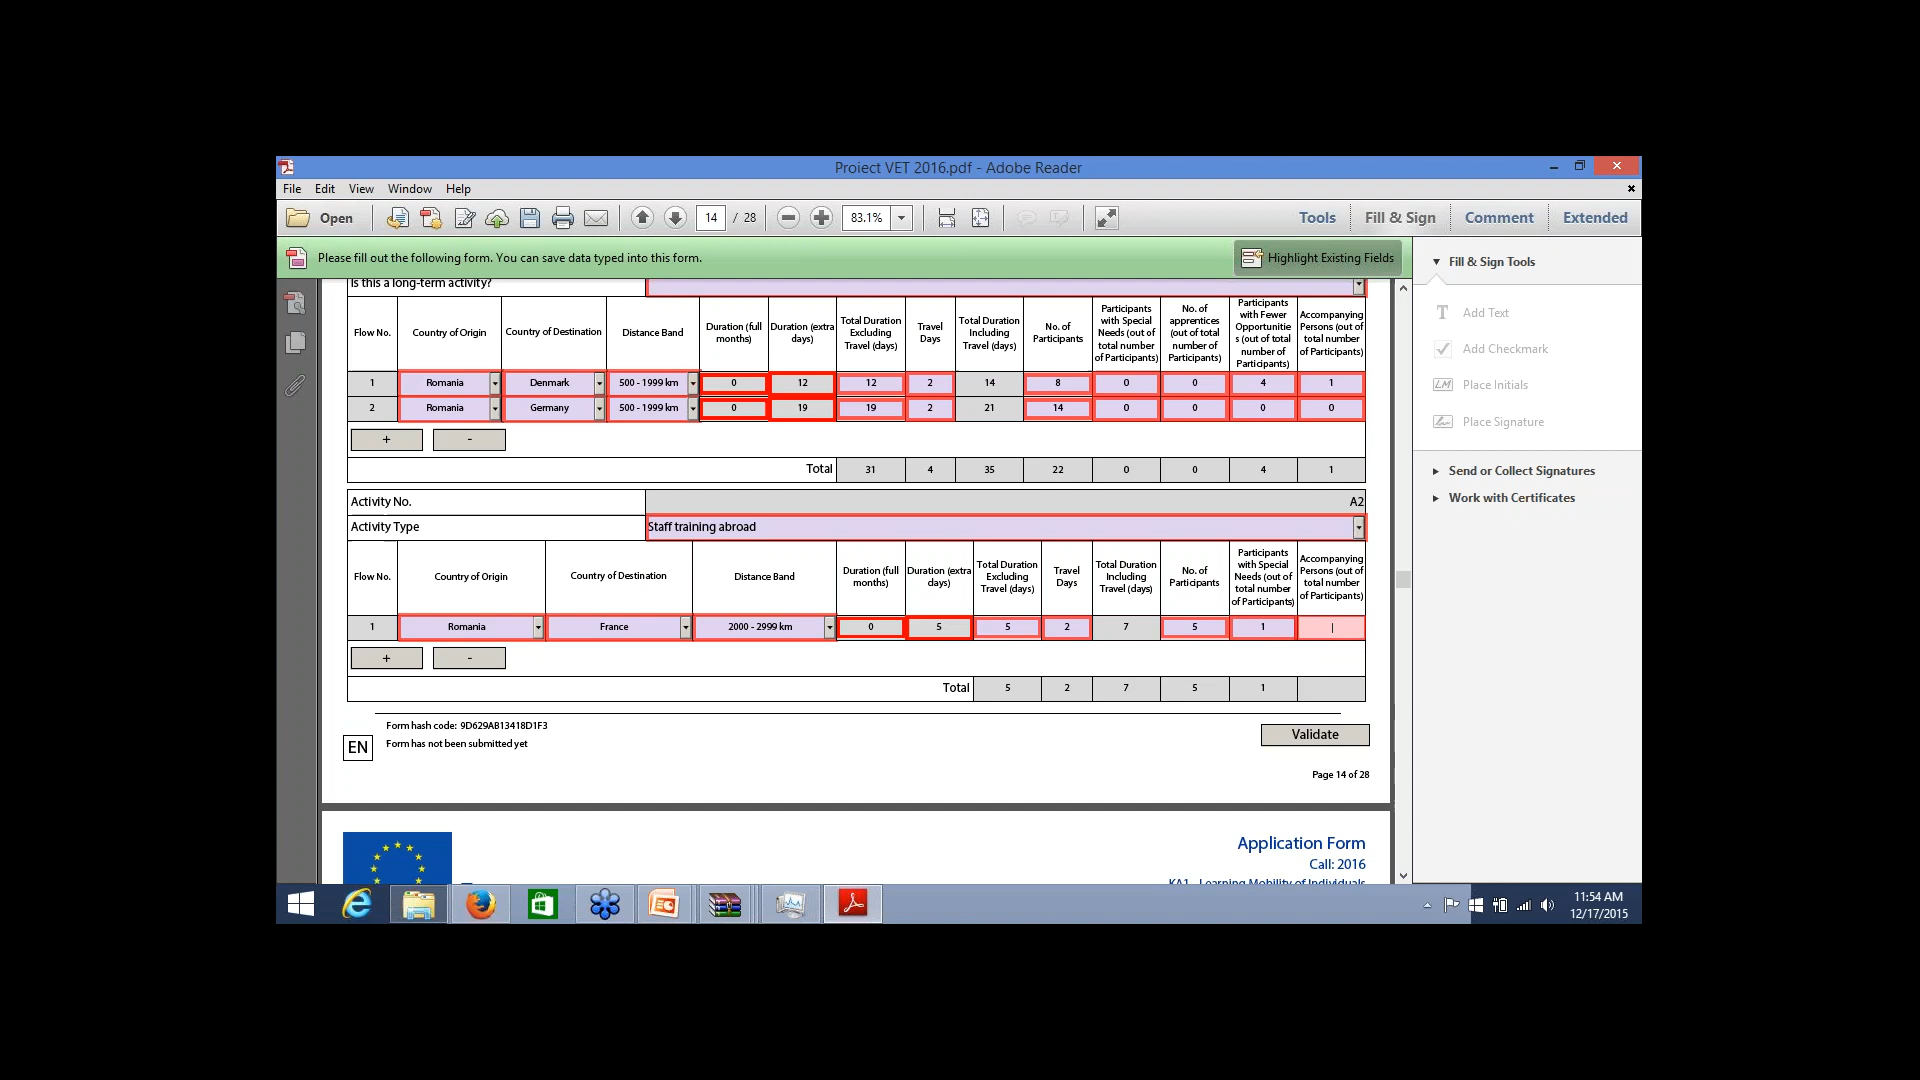 Proiect VET 2016.pdf - Adobe Reader
File Edit View Window Help
Open 14 / 28 83.1% Tools Fill & Sign Comment Extended
Please fill out the following form. You can save data typed into this form. Highlight Existing Fields
Fill & Sign Tools
Add Text
Add Checkmark
Place Initials
Place Signature
Send or Collect Signatures
Work with Certificates
Is this a long-term activity?
Flow No. Country of Origin Country of Destination Distance Band Duration (full months) Duration (extra days) Total Duration Excluding Travel (days) Travel Days Total Duration Including Travel (days) No. of Participants Participants with Special Needs (out of total number of Participants) No. of apprentices (out of total number of Participants) Participants with Fewer Opportunities (out of total number of Participants) Accompanying Persons (out of total number of Participants)
1 Romania Denmark 500 - 1999 km 0 12 12 2 14 8 0 0 4 1
2 Romania Germany 500 - 1999 km 0 19 19 2 21 14 0 0 0 0
+ -
Total 31 4 35 22 0 0 4 1
Activity No. A2
Activity Type Staff training abroad
Flow No. Country of Origin Country of Destination Distance Band Duration (full months) Duration (extra days) Total Duration Excluding Travel (days) Travel Days Total Duration Including Travel (days) No. of Participants Participants with Special Needs (out of total number of Participants) Accompanying Persons (out of total number of Participants)
1 Romania France 2000 - 2999 km 0 5 5 2 7 5 1
+ -
Total 5 2 7 5 1
Form hash code: 9D629AB13418D1F3
EN Form has not been submitted yet
Validate
Page 14 of 28
Application Form
Call: 2016
KA1 - Learning Mobility of Individuals
11:54 AM
12/17/2015